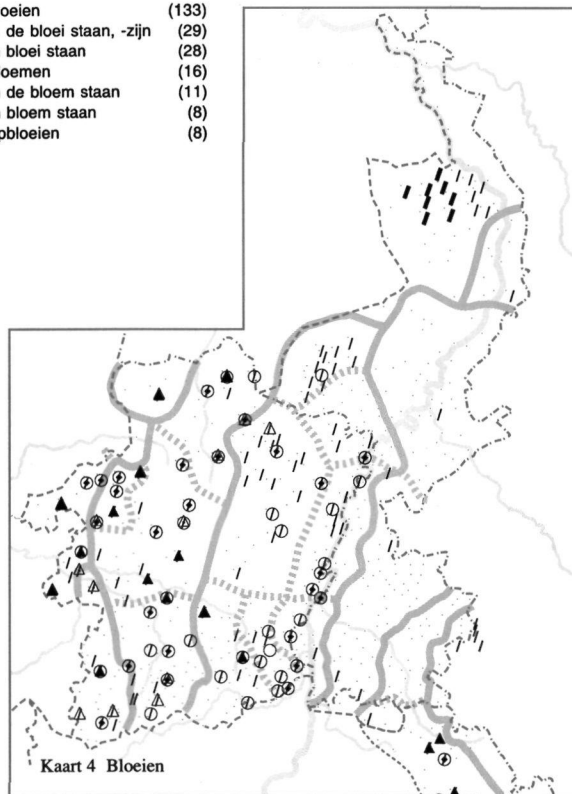 oeien (133)
de bloei staan, -zijn (29)
bloei staan (28)
oemen (16)
de bloem staan (11)
bloem staan (8)
pbloeien (8)
Kaart 4 Bloeien